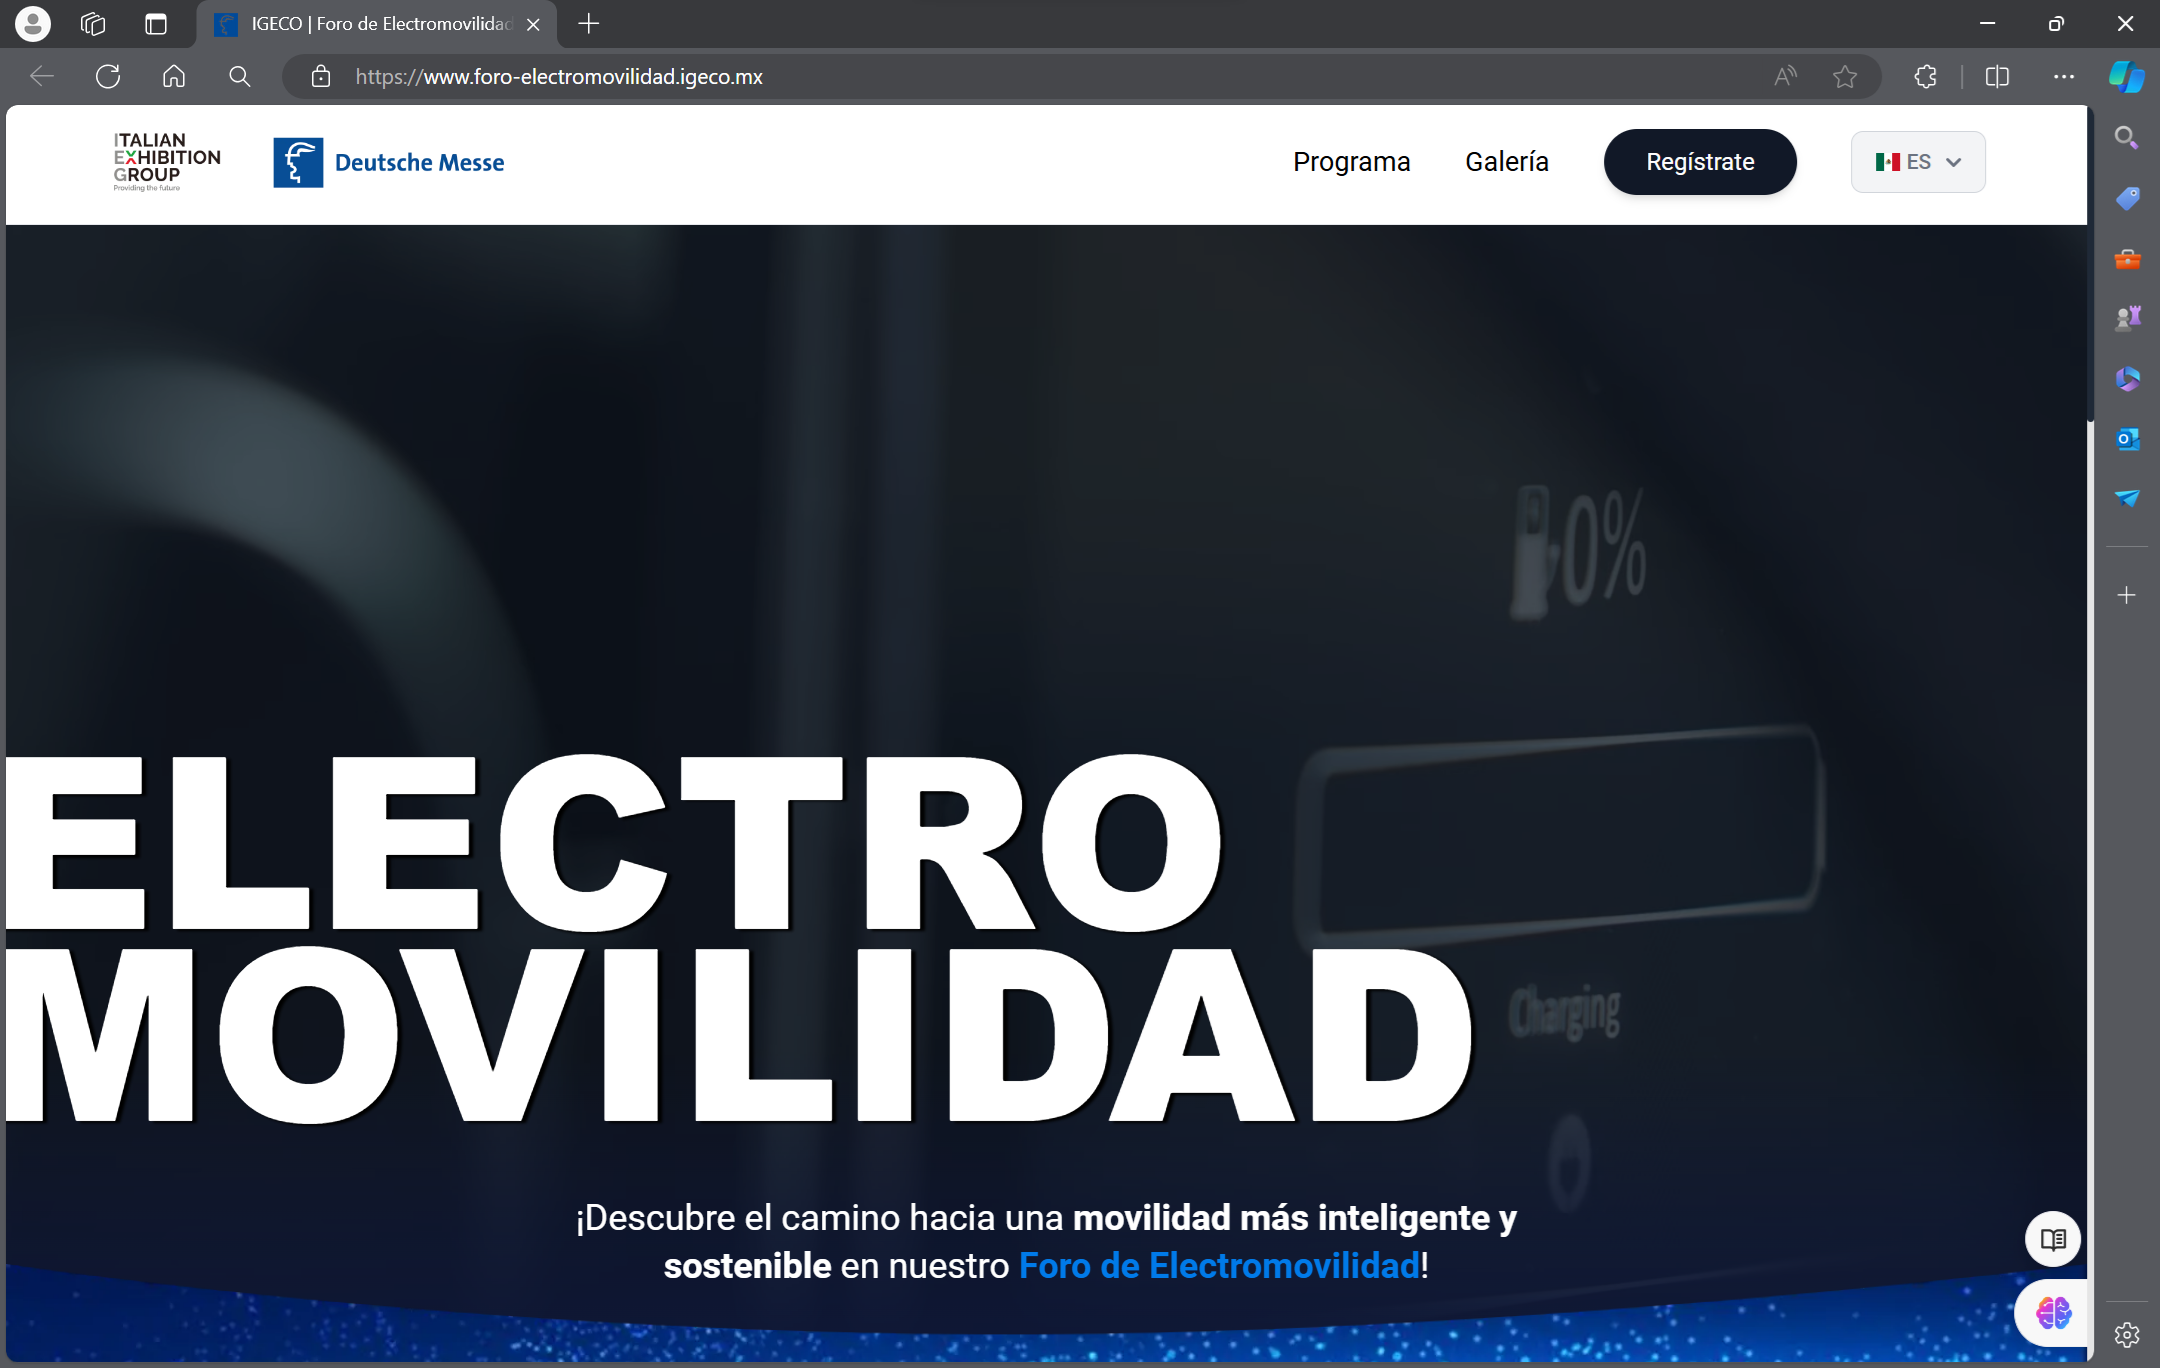 IGECO | Foro de Electromovilidad
https://www.foro-electromovilidad.igeco.mx
ITALIAN
EXHIBITION
GROUP
Providing the future
Deutsche Messe
Programa
Galería
Regístrate
ES
0%
ELECTRO
MOVILIDAD
Charging
¡Descubre el camino hacia una movilidad más inteligente y
sostenible en nuestro Foro de Electromovilidad!